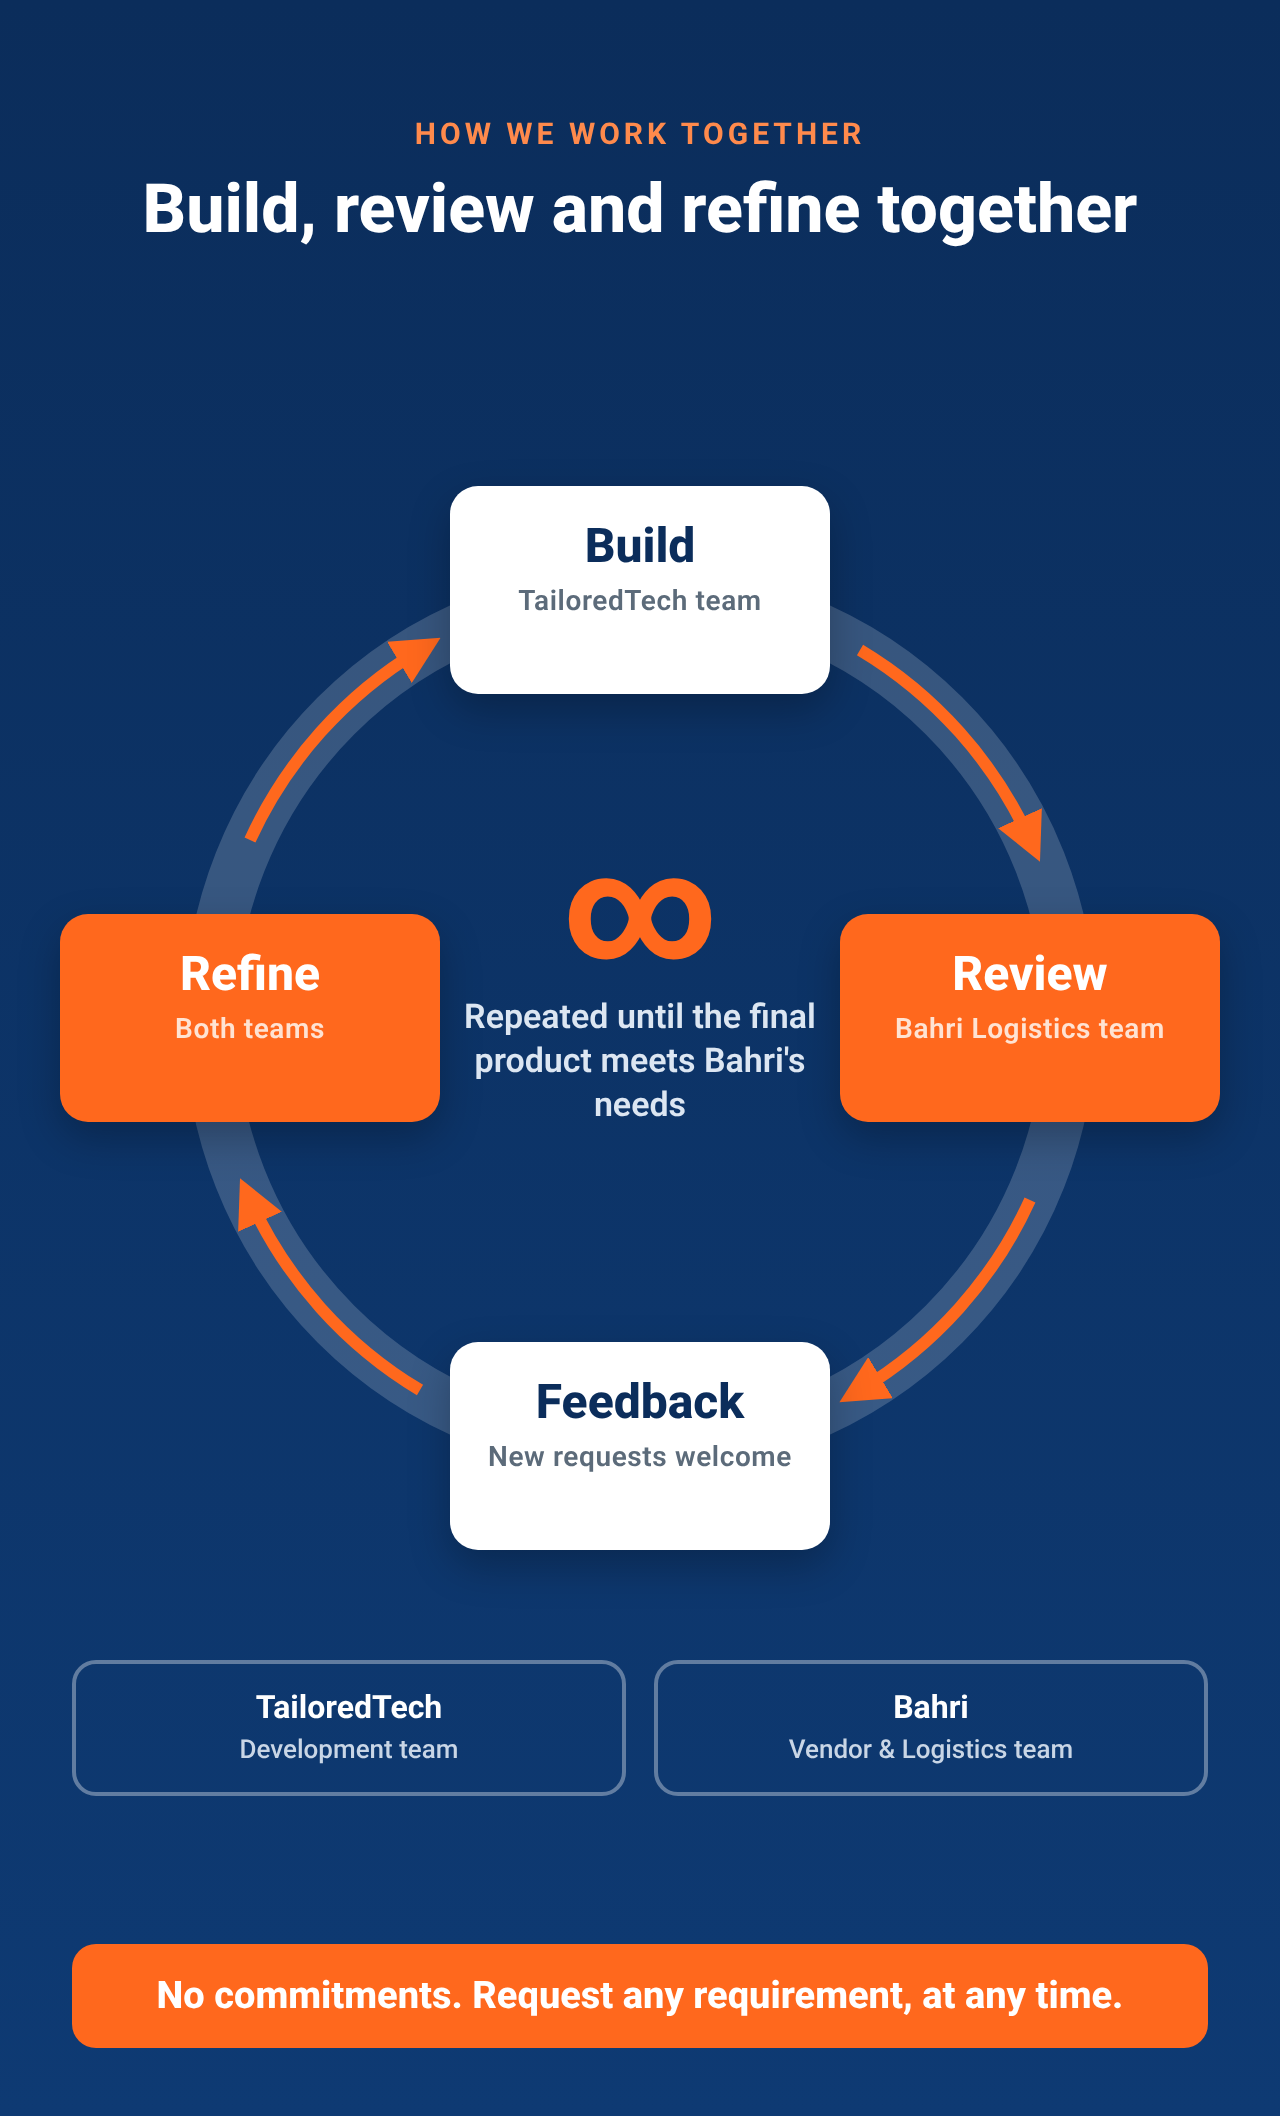 HOW WE WORK TOGETHER
Build, review and refine together
Build
TailoredTech team
Refine
Both teams
∞
Repeated until the final
product meets Bahri's
needs
Review
Bahri Logistics team
Feedback
New requests welcome
TailoredTech
Development team
Bahri
Vendor & Logistics team
No commitments. Request any requirement, at any time.